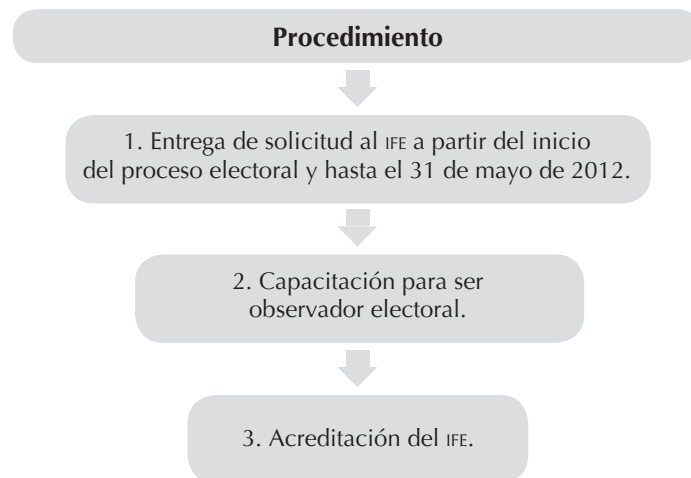 Procedimiento
1. Entrega de solicitud al IFE a partir del inicio
del proceso electoral y hasta el 31 de mayo de 2012.
2. Capacitación para ser
observador electoral.
3. Acreditación del IFE.